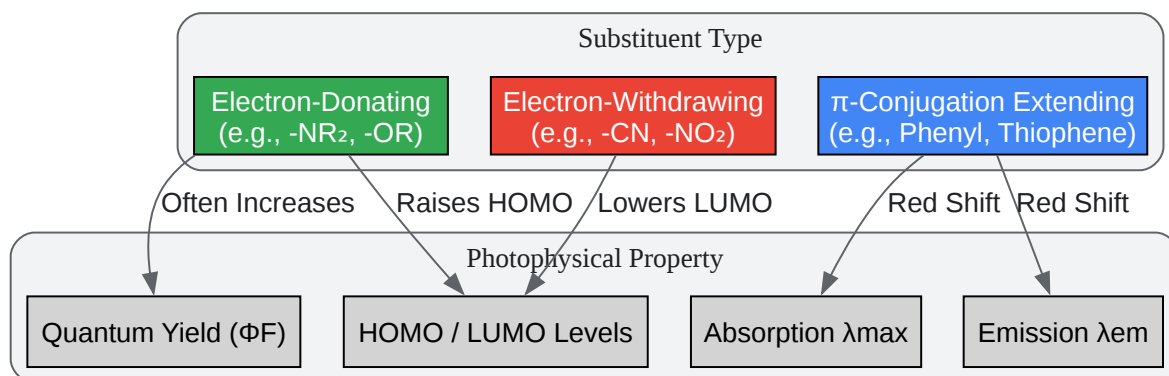 Substituent Type
Electron-Donating
(e.g., -NR₂, -OR)
Electron-Withdrawing
(e.g., -CN, -NO₂)
π-Conjugation Extending
(e.g., Phenyl, Thiophene)
Often Increases
Raises HOMO
Lowers LUMO
Red Shift
Red Shift
Photophysical Property
Quantum Yield (ΦF)
HOMO / LUMO Levels
Absorption λmax
Emission λem